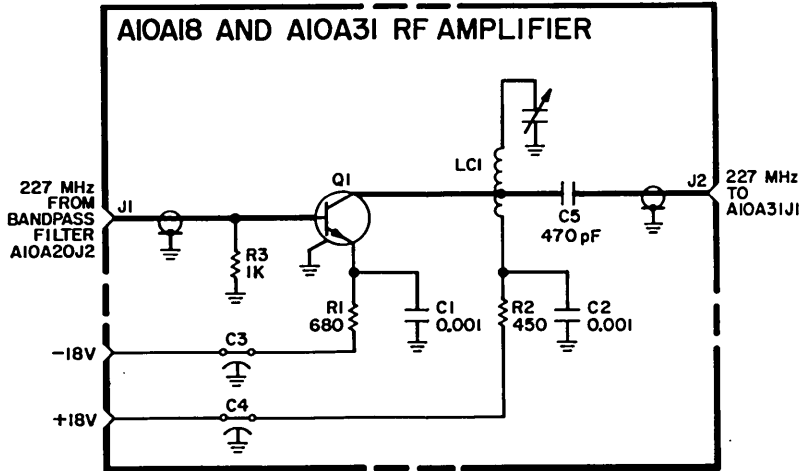 A10A18 AND A10A31 RF AMPLIFIER
227 MHz
FROM
BANDPASS
FILTER
A10A20J2
J1
R3
1K
Q1
LC1
C5
470 pF
J2
227 MHz
TO
A10A31J1
R1
680
C1
0.001
R2
450
C2
0.001
-18V
C3
+18V
C4